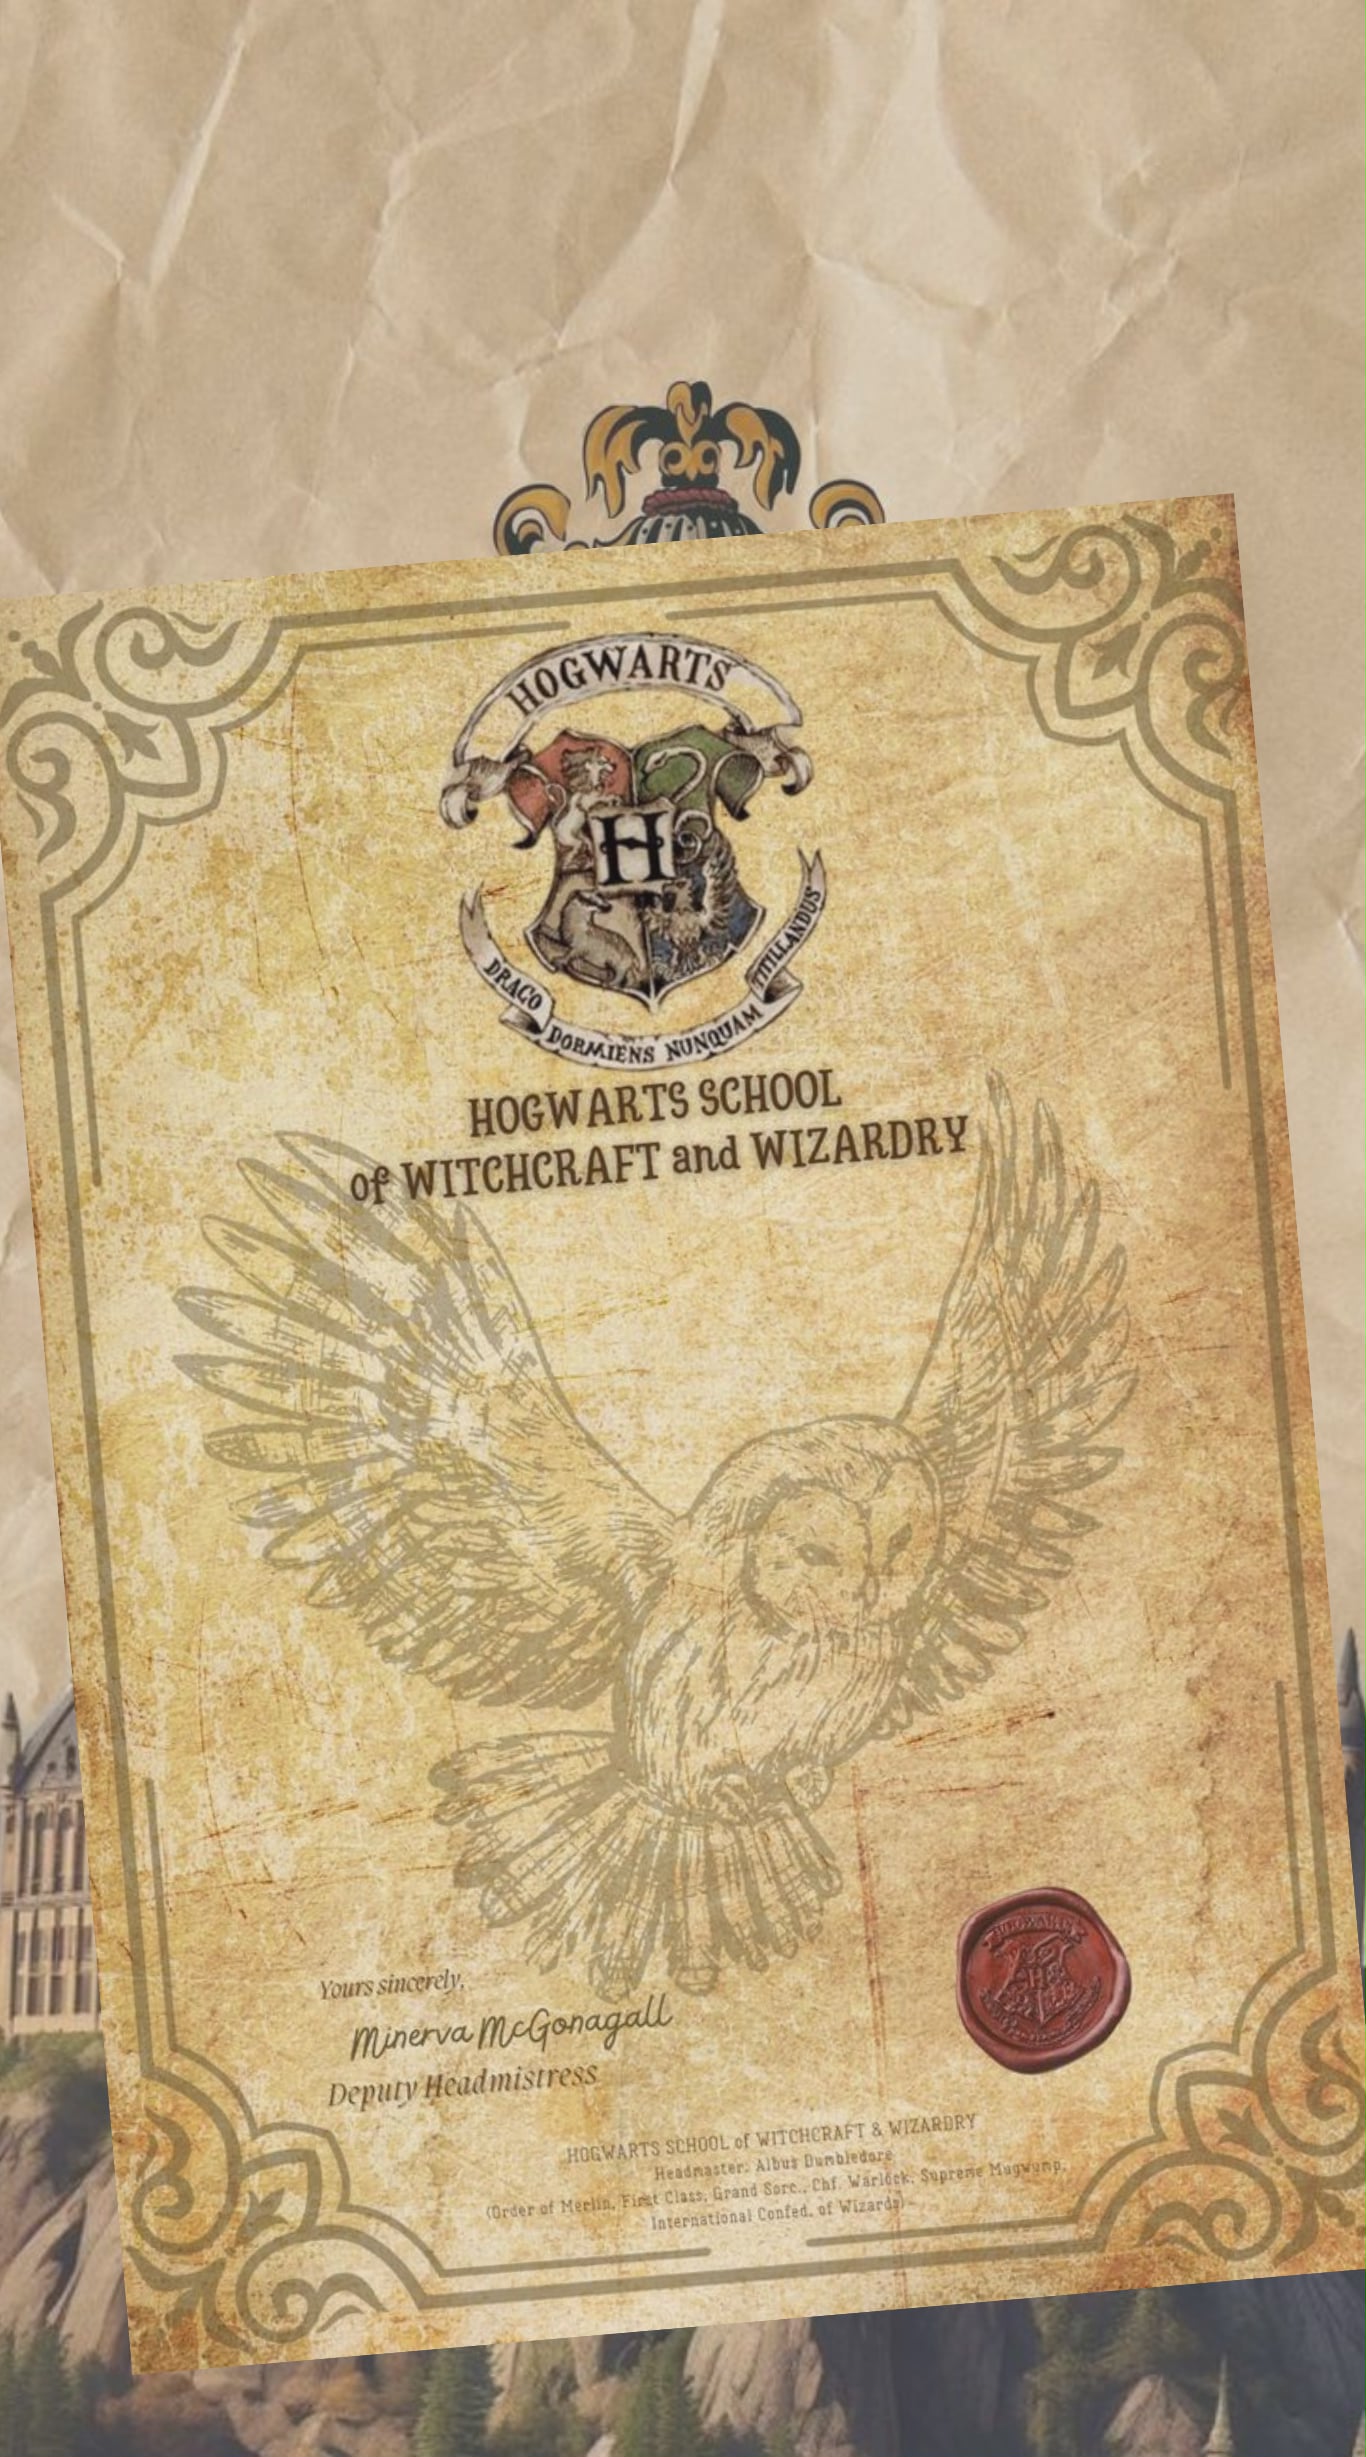 HOGWARTS
H
DRACO DORMIENS NUNQUAM TITILLANDUS
HOGWARTS SCHOOL
of WITCHCRAFT and WIZARDRY
Yours sincerely,
Minerva McGonagall
Deputy Headmistress
HOGWARTS
HOGWARTS SCHOOL of WITCHCRAFT & WIZARDRY
Headmaster: Albus Dumbledore
(Order of Merlin, First Class, Grand Sorc., Chf. Warlock, Supreme Mugwump,
International Confed. of Wizards)